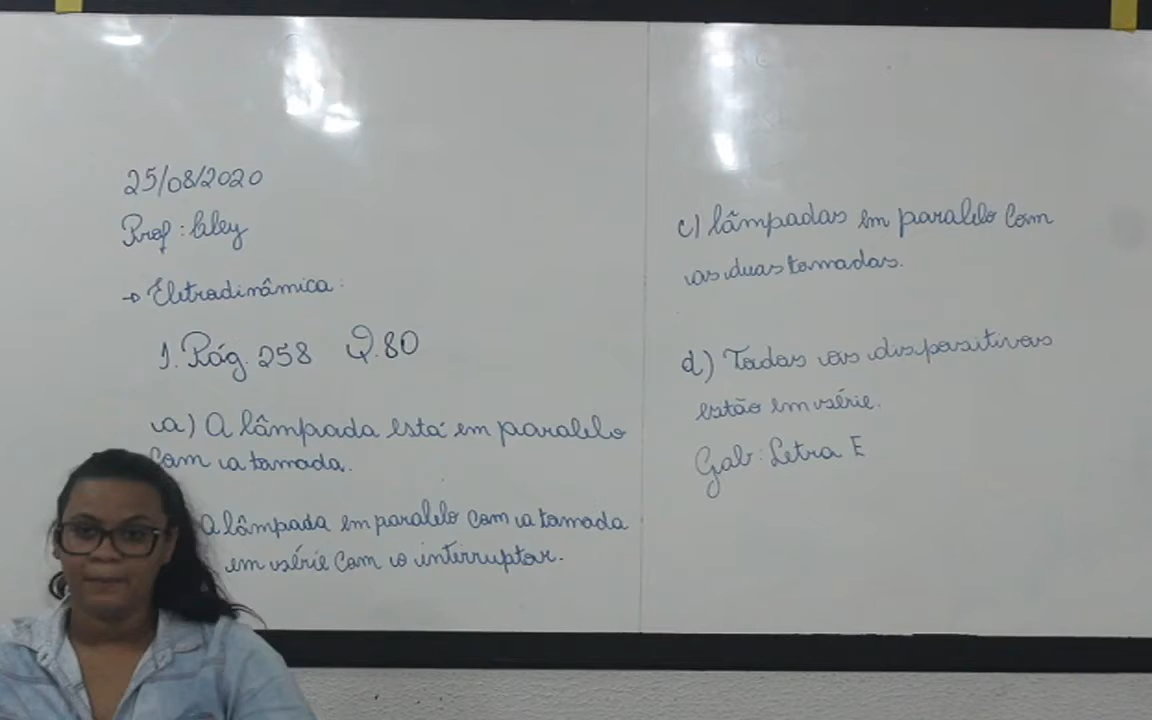 25/08/2020
Prof: Cley
→ Eletrodinâmica:
1. Pág. 258 Q.80
a) A lâmpada está em paralelo
com a tomada.
A lâmpada em paralelo com a tomada
em série com o interruptor.
c) lâmpadas em paralelo com
as duas tomadas.
d) Todos os dispositivos
estão em série.
Gab: Letra E